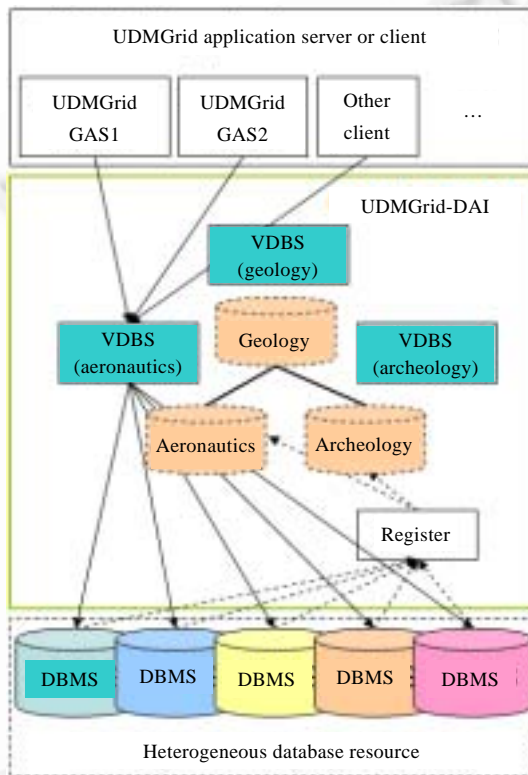 UDMGrid application server or client
UDMGrid
GAS1
UDMGrid
GAS2
Other
client
…
UDMGrid-DAI
VDBS
(geology)
VDBS
(aeronautics)
Geology
VDBS
(archeology)
Aeronautics
Archeology
Register
DBMS
DBMS
DBMS
DBMS
DBMS
Heterogeneous database resource